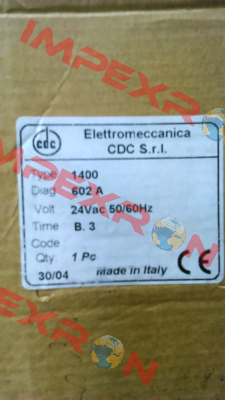 IMPEXRON
cdc
Elettromeccanica
CDC S.r.l.
Type 1400
Diag. 602 A
Volt 24Vac 50/60Hz
Time B. 3
Code
Qty. 1 Pc
30/04 Made in Italy CE
IMPEXRON
IMPEXRON